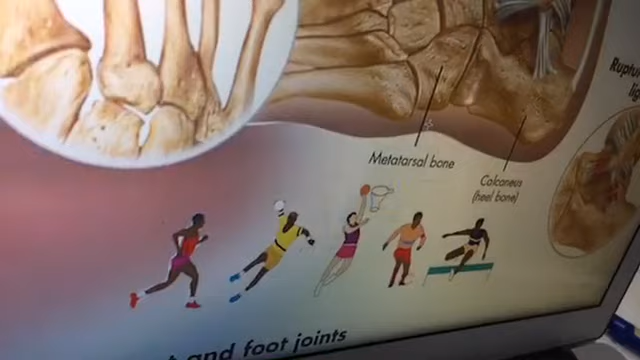 Metatarsal bone
Calcaneus
(heel bone)
and foot joints